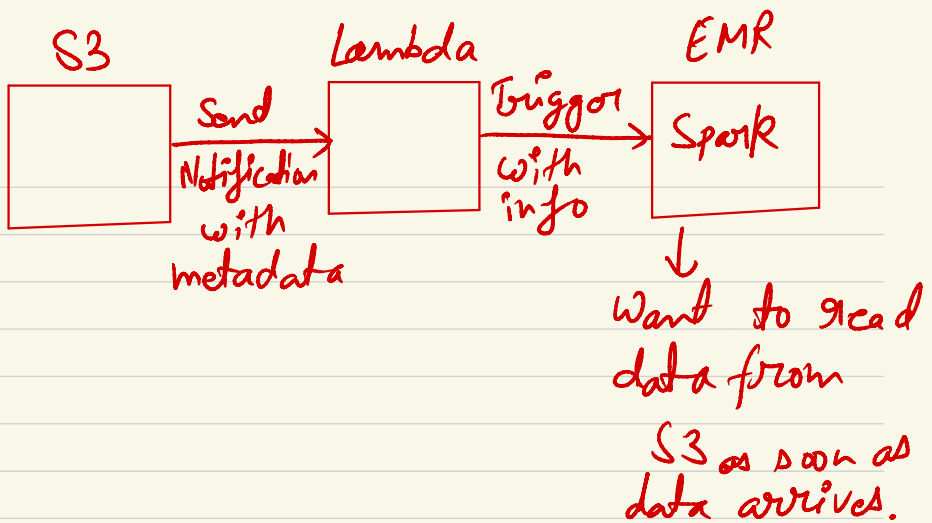 S3
Lambda
EMR
Send
Notification
with
metadata
Trigger
with
info
Spark
Want to read
data from
S3 as soon as
data arrives.